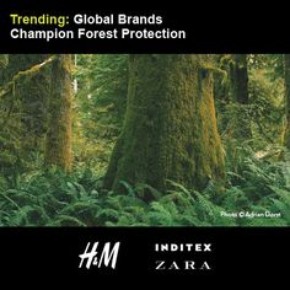 Trending: Global Brands
Champion Forest Protection
Photo © Adrian Dorst
H&M
INDITEX
ZARA